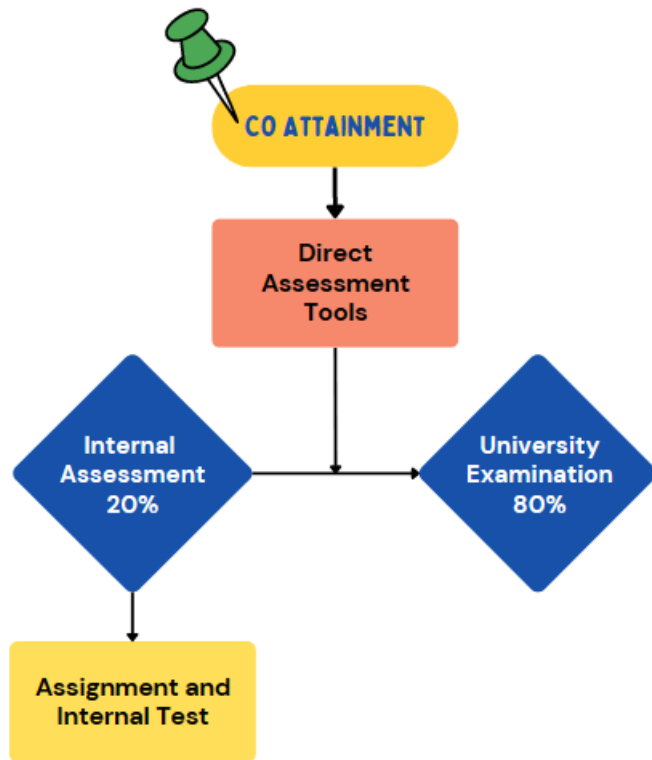 CO ATTAINMENT
Direct
Assessment
Tools
Internal
Assessment
20%
University
Examination
80%
Assignment and
Internal Test